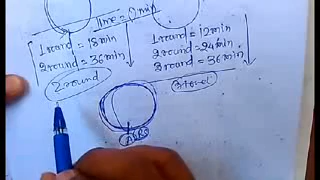 Time = 0 min
1 round = 18 min
2 round = 36 min
2 round
1 round = 12 min
2 round = 24 min
3 round = 36 min
3 round